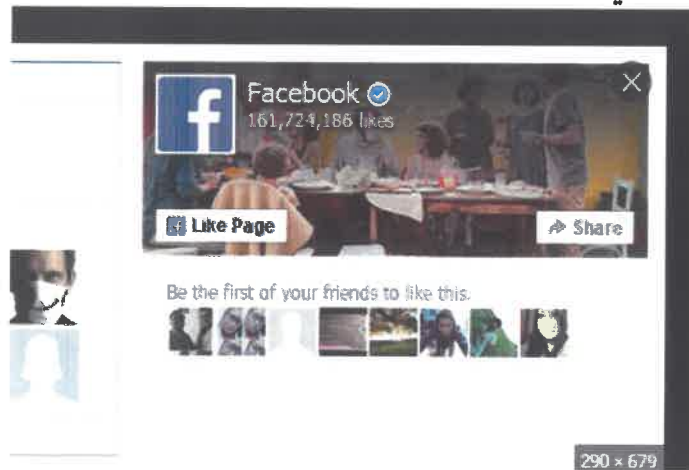 Facebook
161,724,186 likes
Like Page
Share
Be the first of your friends to like this.
290 × 679